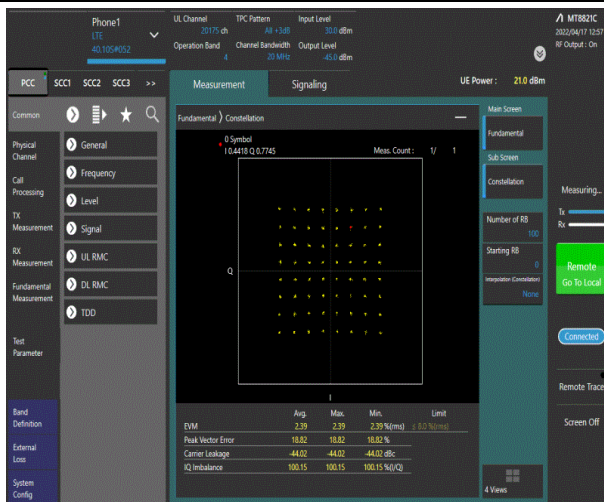 Phone1
LTE
40.105#052
UL Channel TPC Pattern Input Level
20175 ch All +3dB 30.0 dBm
Operation Band Channel Bandwidth Output Level
4 20 MHz -45.0 dBm
MT8821C
2022/04/17 12:57
RF Output : On
PCC SCC1 SCC2 SCC3 >>
Measurement Signaling UE Power : 21.0 dBm
Common
Physical
Channel
Call
Processing
TX
Measurement
RX
Measurement
Fundamental
Measurement
Test
Parameter
Band
Definition
External
Loss
System
Config
General
Frequency
Level
Signal
UL RMC
DL RMC
TDD
Fundamental ⟩ Constellation
0 Symbol
I 0.4418 Q 0.7745 Meas. Count : 1/ 1
Q
I
Avg. Max. Min. Limit
EVM 2.39 2.39 2.39 %(rms) ≤ 8.0 %(rms)
Peak Vector Error 18.82 18.82 18.82 %
Carrier Leakage -44.02 -44.02 -44.02 dBc
IQ Imbalance 100.15 100.15 100.15 %(I/Q)
Main Screen
Fundamental
Sub Screen
Constellation
Number of RB
100
Starting RB
0
Interpolation (Constellation)
None
4 Views
Measuring...
Tx
Rx
Remote
Go To Local
Connected
Remote Trace
Screen Off